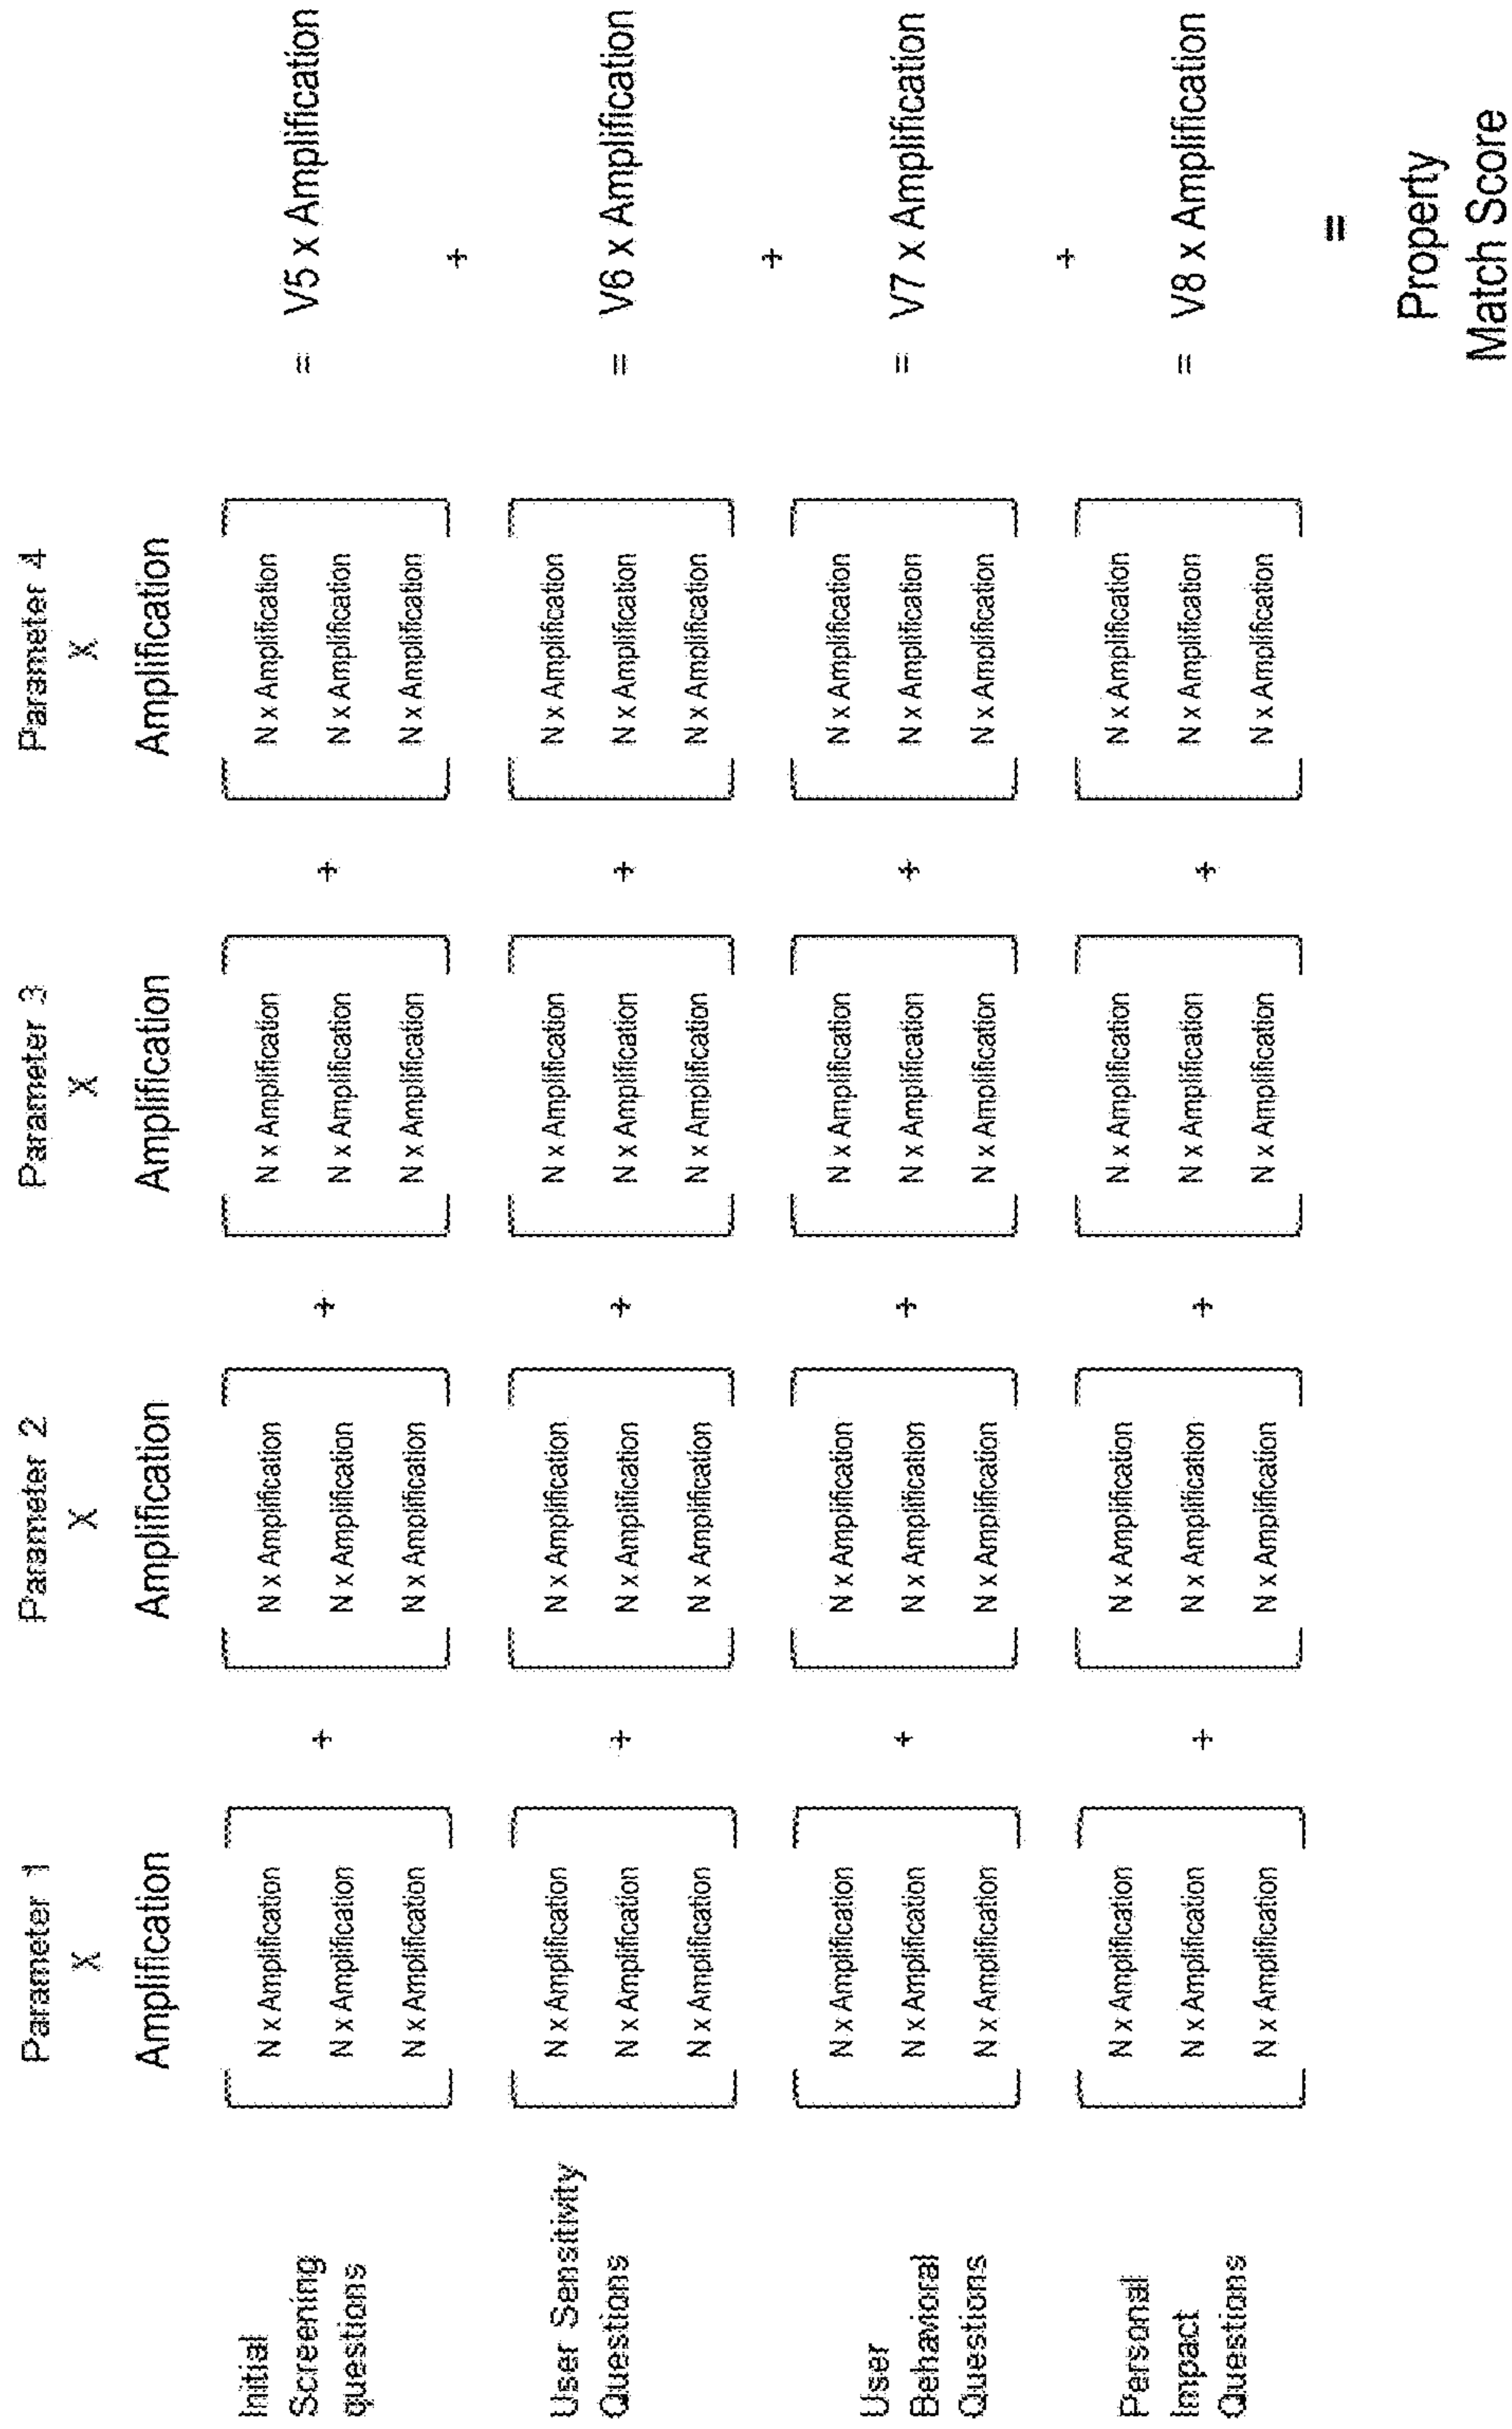 Parameter 1
X
Amplification
Parameter 2
X
Amplification
Parameter 3
X
Amplification
Parameter 4
X
Amplification
Initial
Screening
questions
N x Amplification
N x Amplification
N x Amplification
+
N x Amplification
N x Amplification
N x Amplification
+
N x Amplification
N x Amplification
N x Amplification
+
N x Amplification
N x Amplification
N x Amplification
= V5 x Amplification
+
User Sensitivity
Questions
N x Amplification
N x Amplification
N x Amplification
+
N x Amplification
N x Amplification
N x Amplification
+
N x Amplification
N x Amplification
N x Amplification
+
N x Amplification
N x Amplification
N x Amplification
= V6 x Amplification
+
User
Behavioral
Questions
N x Amplification
N x Amplification
N x Amplification
+
N x Amplification
N x Amplification
N x Amplification
+
N x Amplification
N x Amplification
N x Amplification
+
N x Amplification
N x Amplification
N x Amplification
= V7 x Amplification
+
Personal
Impact
Questions
N x Amplification
N x Amplification
N x Amplification
+
N x Amplification
N x Amplification
N x Amplification
+
N x Amplification
N x Amplification
N x Amplification
+
N x Amplification
N x Amplification
N x Amplification
= V8 x Amplification
=
Property
Match Score